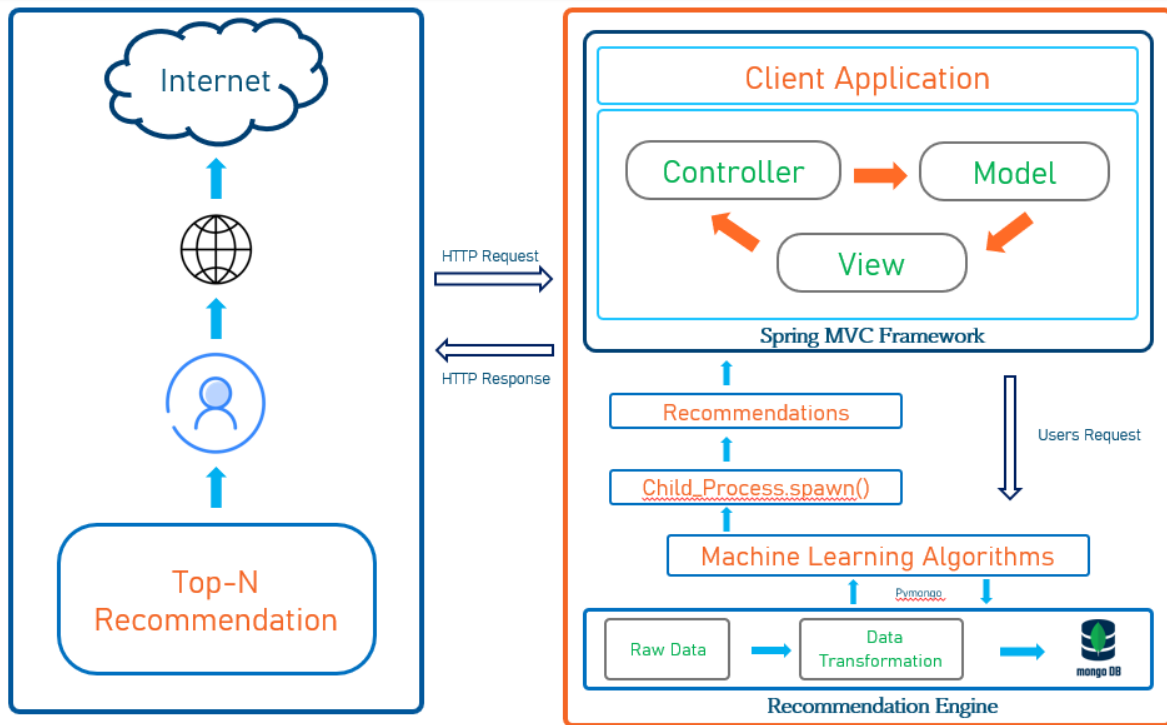 Internet
Top-N
Recommendation
HTTP Request
HTTP Response
Client Application
Controller
Model
View
Spring MVC Framework
Recommendations
Users Request
Child_Process.spawn()
Machine Learning Algorithms
Pymongo
Raw Data
Data
Transformation
mongo DB
Recommendation Engine